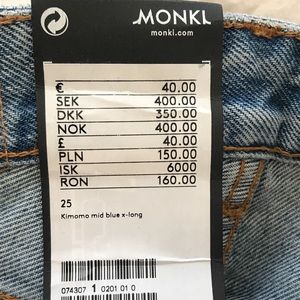 MONKI
monki.com
€ 40.00
SEK 400.00
DKK 350.00
NOK 400.00
£ 40.00
PLN 150.00
ISK 6000
RON 160.00
25
Kimomo mid blue x-long
074307 1 0201 01 0